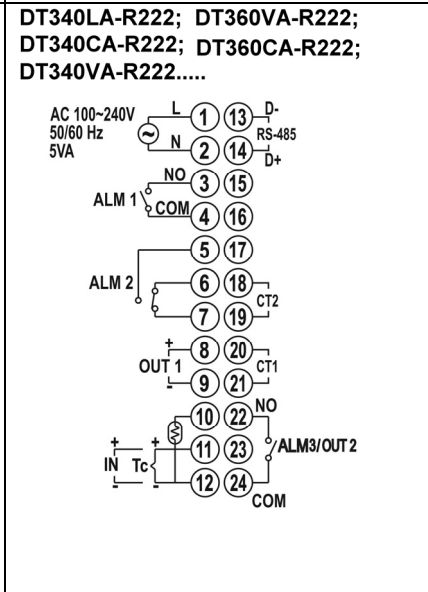 DT340LA-R222; DT360VA-R222;
DT340CA-R222; DT360CA-R222;
DT340VA-R222.....
AC 100~240V
50/60 Hz
5VA
L
N
~
1 13
D-
RS-485
2 14
D+
NO
3 15
ALM 1
COM
4 16
5 17
ALM 2
6 18
CT2
7 19
+
8 20
OUT 1
CT1
-
9 21
10 22
NO
+ +
IN Tc
11 23
ALM3/OUT 2
- -
12 24
COM